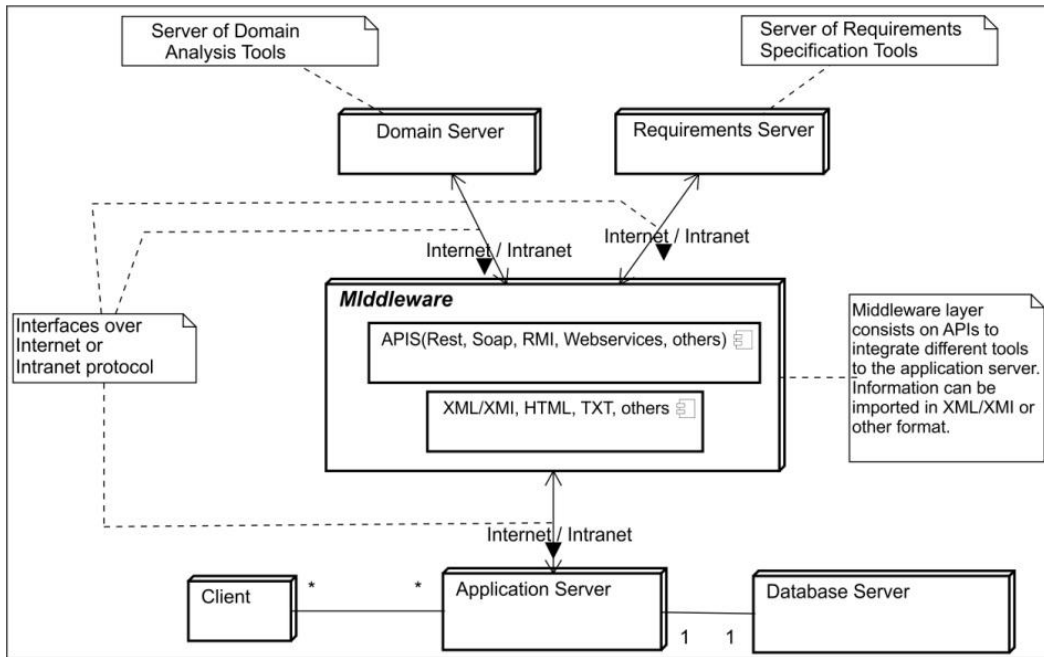 Server of Domain
Analysis Tools
Server of Requirements
Specification Tools
Domain Server
Requirements Server
Internet / Intranet
Internet / Intranet
MIddleware
APIS(Rest, Soap, RMI, Webservices, others)
XML/XMI, HTML, TXT, others
Interfaces over
Internet or
Intranet protocol
Middleware layer
consists on APIs to
integrate different tools
to the application server.
Information can be
imported in XML/XMI or
other format.
Internet / Intranet
Client
*
*
Application Server
1
1
Database Server